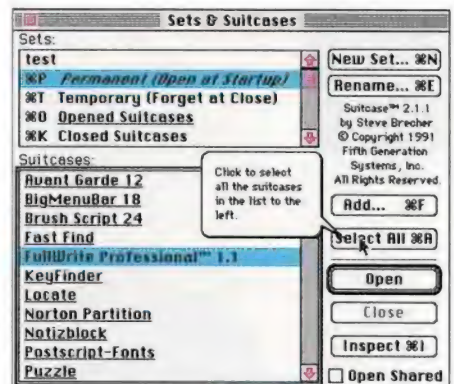 Sets & Suitcases
Sets:
test
⌘P Permanent (Open at Startup)
⌘T Temporary (Forget at Close)
⌘O Opened Suitcases
⌘K Closed Suitcases
New Set... ⌘N
Rename... ⌘E
Suitcase™ 2.1.1
by Steve Brecher
© Copyright 1991
Fifth Generation
Systems, Inc.
All Rights Reserved.
Add... ⌘F
Select All ⌘A
Open
Close
Inspect ⌘I
Open Shared
Suitcases:
Avant Garde 12
BigMenuBar 18
Brush Script 24
Fast Find
FullWrite Professional™ 1.1
KeyFinder
Locate
Norton Partition
Notizblock
Postscript-Fonts
Puzzle
Click to select
all the suitcases
in the list to the
left.